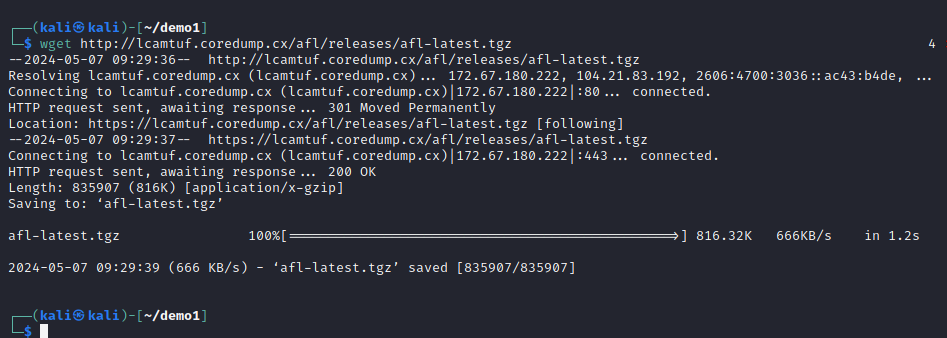 ┌──(kali㉿kali)-[~/demo1]
└─$ wget http://lcamtuf.coredump.cx/afl/releases/afl-latest.tgz 4
--2024-05-07 09:29:36--  http://lcamtuf.coredump.cx/afl/releases/afl-latest.tgz
Resolving lcamtuf.coredump.cx (lcamtuf.coredump.cx)... 172.67.180.222, 104.21.83.192, 2606:4700:3036::ac43:b4de, ...
Connecting to lcamtuf.coredump.cx (lcamtuf.coredump.cx)|172.67.180.222|:80... connected.
HTTP request sent, awaiting response... 301 Moved Permanently
Location: https://lcamtuf.coredump.cx/afl/releases/afl-latest.tgz [following]
--2024-05-07 09:29:37--  https://lcamtuf.coredump.cx/afl/releases/afl-latest.tgz
Connecting to lcamtuf.coredump.cx (lcamtuf.coredump.cx)|172.67.180.222|:443... connected.
HTTP request sent, awaiting response... 200 OK
Length: 835907 (816K) [application/x-gzip]
Saving to: ‘afl-latest.tgz’
afl-latest.tgz 100%[=================================================>] 816.32K 666KB/s in 1.2s
2024-05-07 09:29:39 (666 KB/s) - ‘afl-latest.tgz’ saved [835907/835907]
┌──(kali㉿kali)-[~/demo1]
└─$